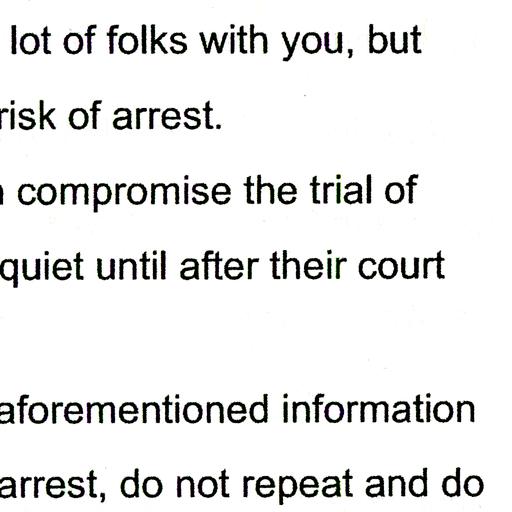 lot of folks with you, but
risk of arrest.
compromise the trial of
quiet until after their court
aforementioned information
arrest, do not repeat and do